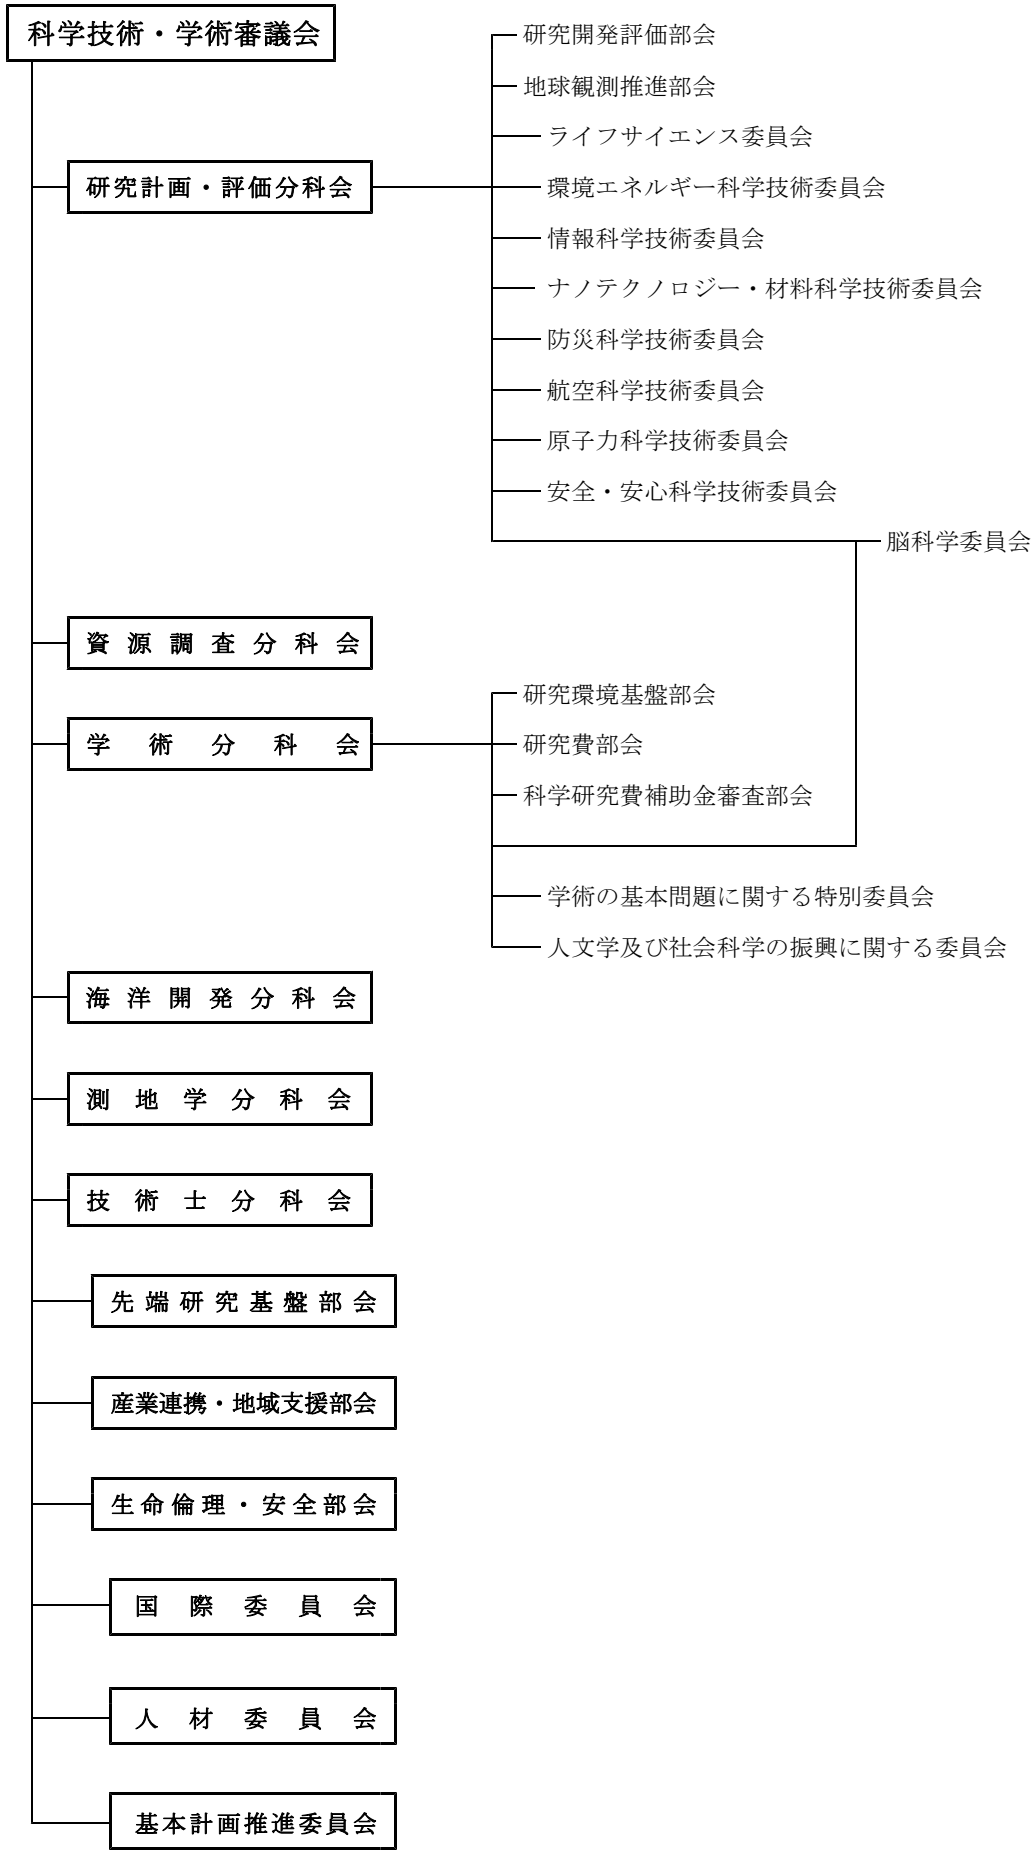 科学技術・学術審議会
研究開発評価部会
地球観測推進部会
ライフサイエンス委員会
研究計画・評価分科会
環境エネルギー科学技術委員会
情報科学技術委員会
ナノテクノロジー・材料科学技術委員会
防災科学技術委員会
航空科学技術委員会
原子力科学技術委員会
安全・安心科学技術委員会
脳科学委員会
資源調査分科会
研究環境基盤部会
学術分科会
研究費部会
科学研究費補助金審査部会
学術の基本問題に関する特別委員会
人文学及び社会科学の振興に関する委員会
海洋開発分科会
測地学分科会
技術士分科会
先端研究基盤部会
産業連携・地域支援部会
生命倫理・安全部会
国際委員会
人材委員会
基本計画推進委員会